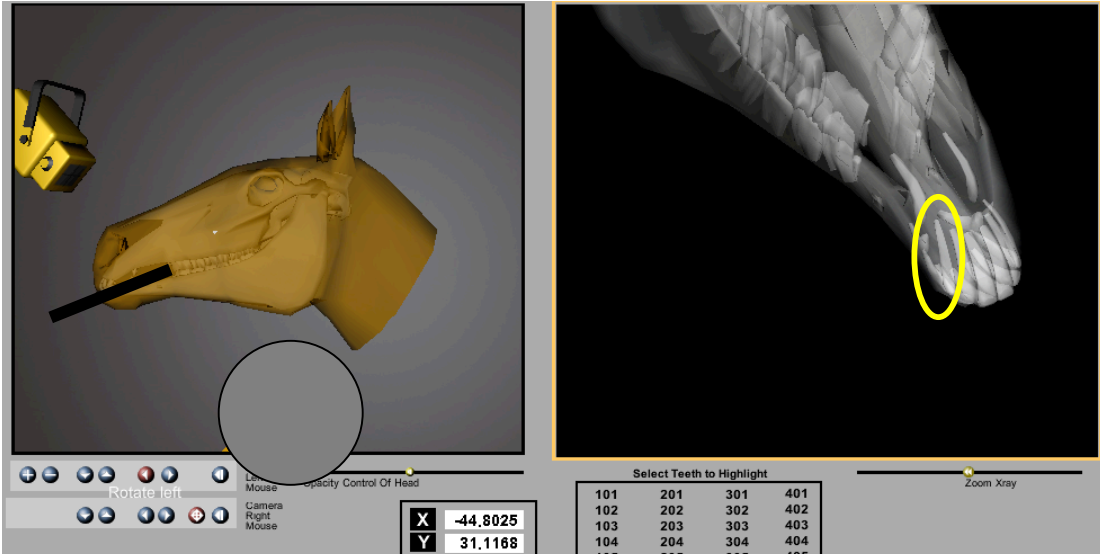 Rotate left
Mouse
Opacity Control Of Head
Camera
Right
Mouse
X -44.8025
Y 31.1168
Select Teeth to Highlight
Zoom Xray
101 201 301 401
102 202 302 402
103 203 303 403
104 204 304 404